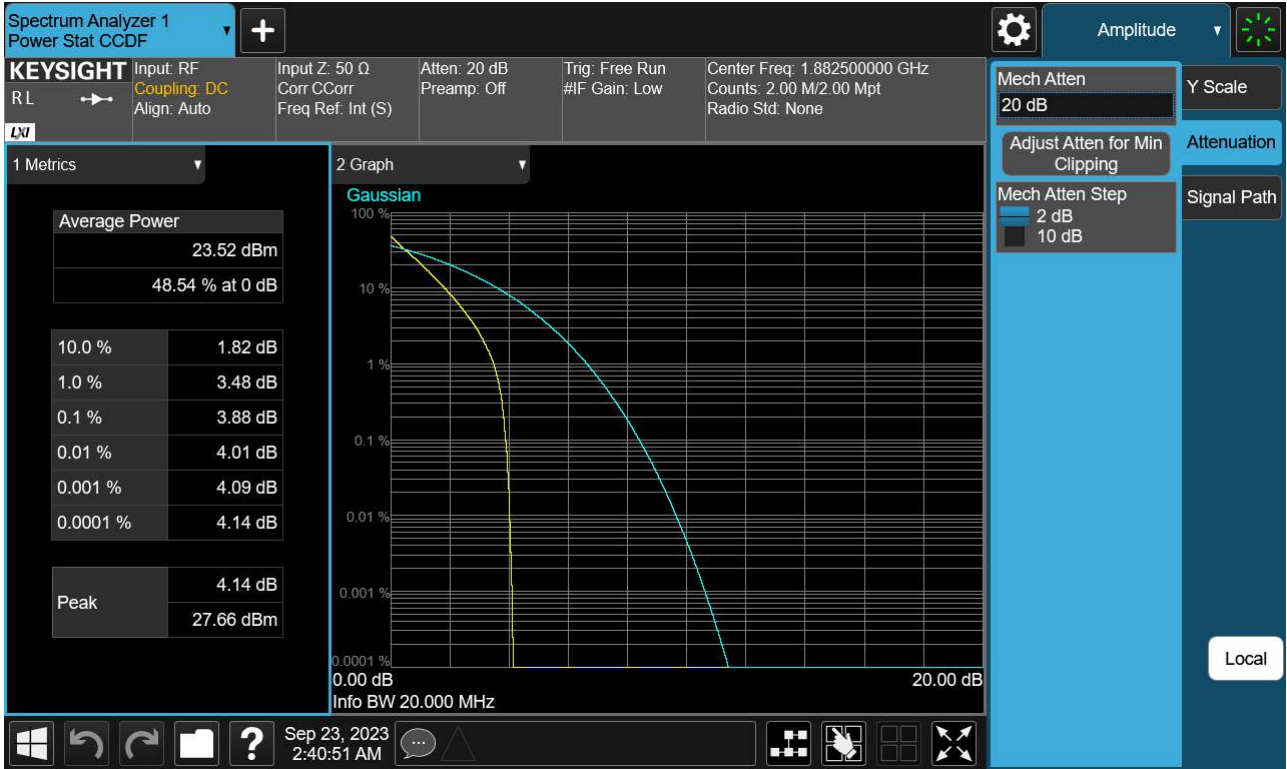 Spectrum Analyzer 1
Power Stat CCDF
Amplitude
KEYSIGHT
R L
LXI
Input: RF
Coupling: DC
Align: Auto
Input Z: 50 Ω
Corr CCorr
Freq Ref: Int (S)
Atten: 20 dB
Preamp: Off
Trig: Free Run
#IF Gain: Low
Center Freq: 1.882500000 GHz
Counts: 2.00 M/2.00 Mpt
Radio Std: None
Mech Atten
20 dB
Adjust Atten for Min
Clipping
Mech Atten Step
2 dB
10 dB
Y Scale
Attenuation
Signal Path
1 Metrics
Average Power
23.52 dBm
48.54 % at 0 dB
10.0 % 1.82 dB
1.0 % 3.48 dB
0.1 % 3.88 dB
0.01 % 4.01 dB
0.001 % 4.09 dB
0.0001 % 4.14 dB
Peak
4.14 dB
27.66 dBm
2 Graph
Gaussian
100 %
10 %
1 %
0.1 %
0.01 %
0.001 %
0.0001 %
0.00 dB 20.00 dB
Info BW 20.000 MHz
Local
?
Sep 23, 2023
2:40:51 AM